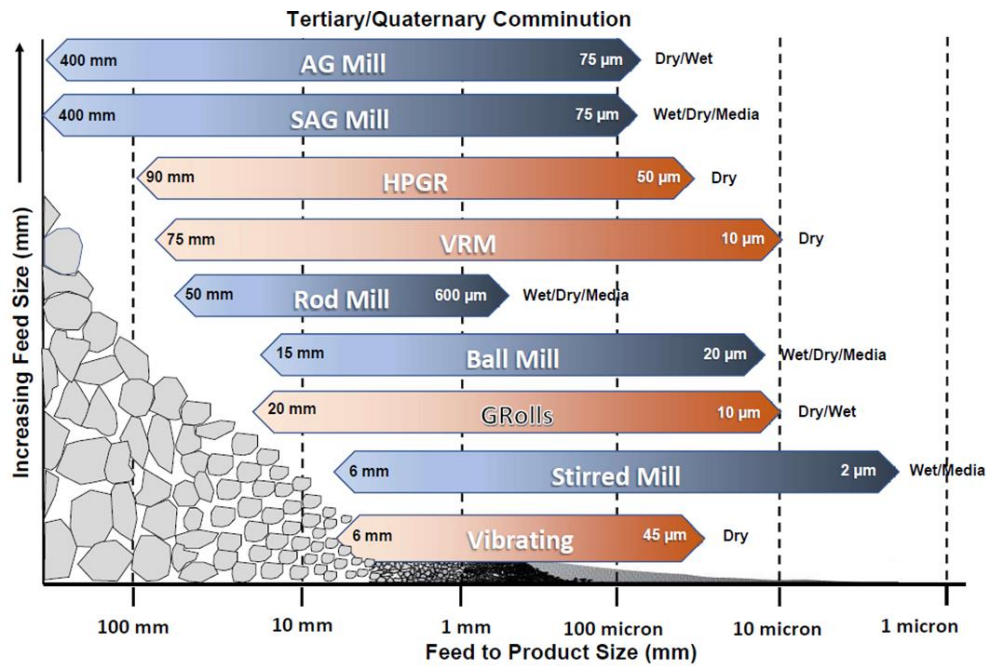 Tertiary/Quaternary Comminution
400 mm AG Mill 75 µm Dry/Wet
400 mm SAG Mill 75 µm Wet/Dry/Media
90 mm HPGR 50 µm Dry
75 mm VRM 10 µm Dry
50 mm Rod Mill 600 µm Wet/Dry/Media
15 mm Ball Mill 20 µm Wet/Dry/Media
20 mm GRolls 10 µm Dry/Wet
6 mm Stirred Mill 2 µm Wet/Media
6 mm Vibrating 45 µm Dry
Increasing Feed Size (mm)
100 mm 10 mm 1 mm 100 micron 10 micron 1 micron
Feed to Product Size (mm)